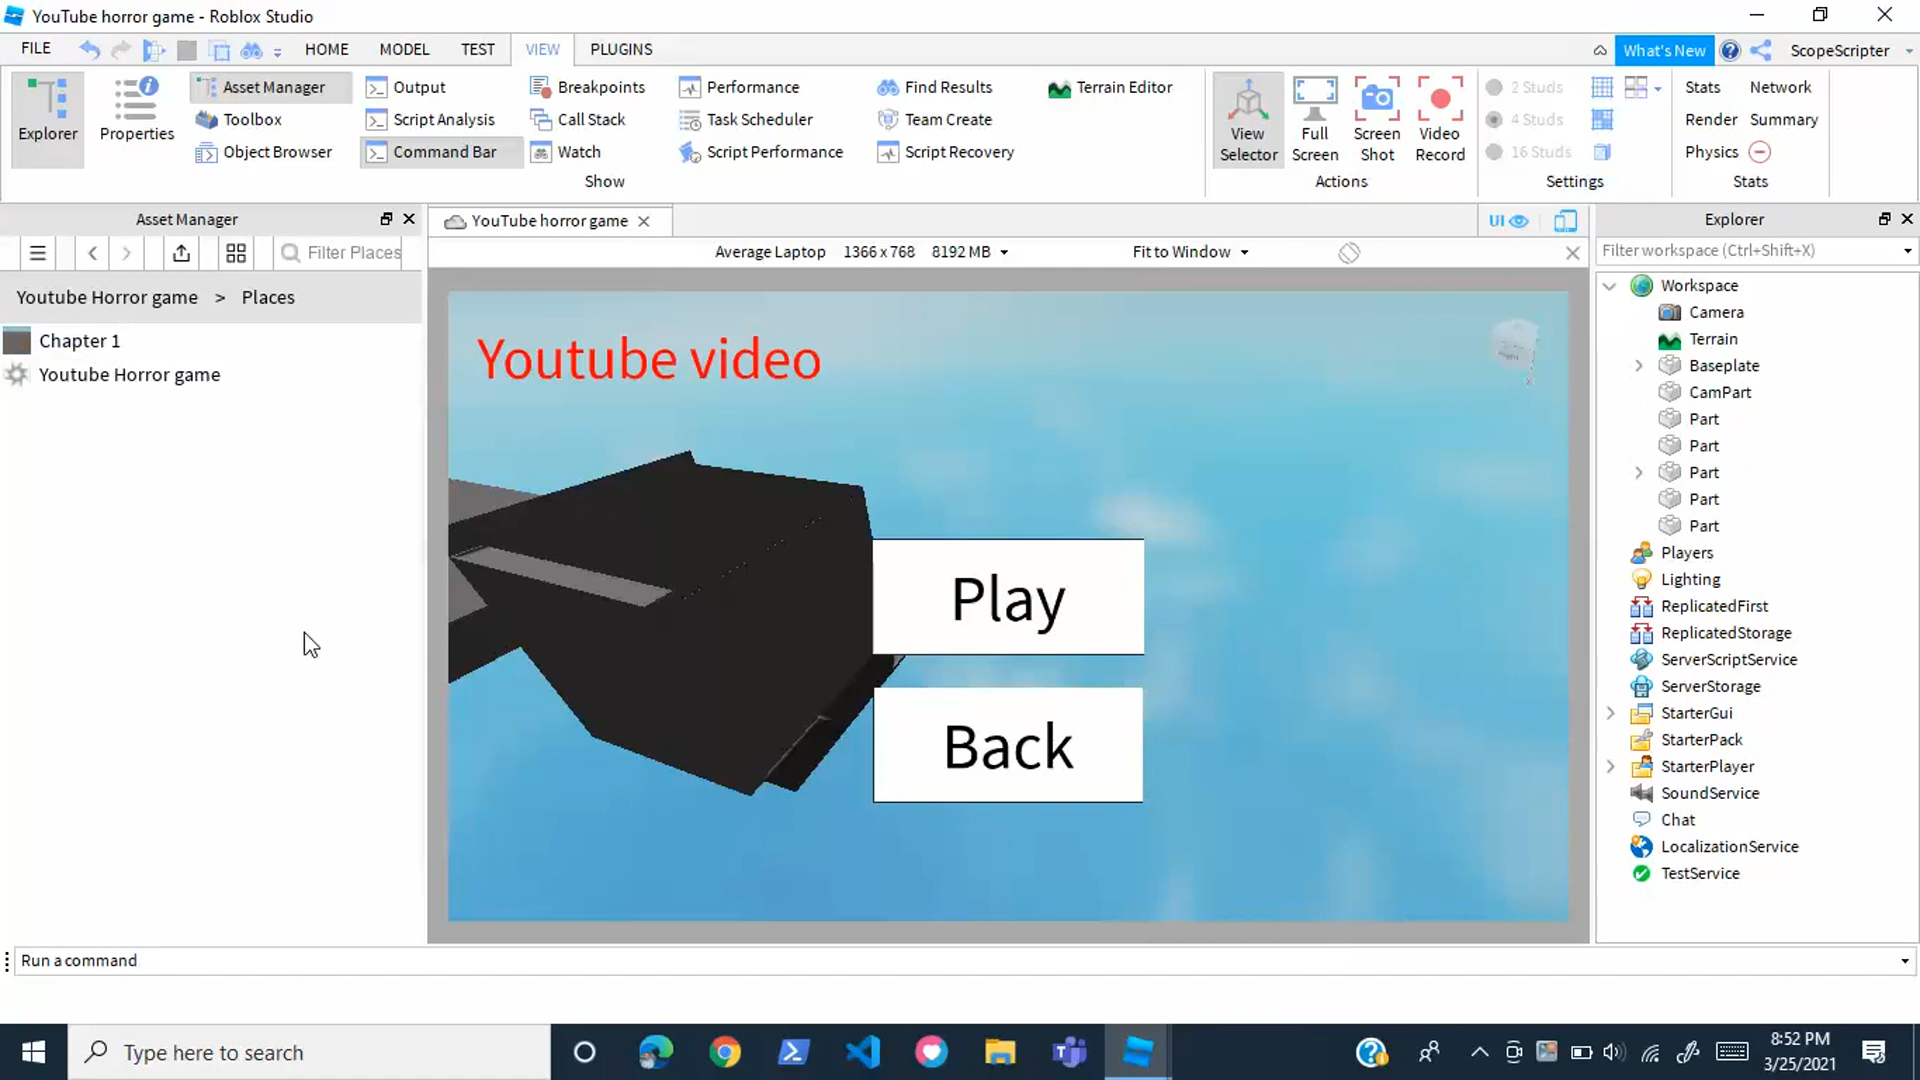 YouTube horror game - Roblox Studio
FILE HOME MODEL TEST VIEW PLUGINS What's New ScopeScripter
Explorer
Properties
Asset Manager
Toolbox
Object Browser
Output
Script Analysis
Command Bar
Breakpoints
Call Stack
Watch
Performance
Task Scheduler
Script Performance
Find Results
Team Create
Script Recovery
Terrain Editor
Show
View
Selector
Full
Screen
Screen
Shot
Video
Record
Actions
2 Studs
4 Studs
16 Studs
Settings
Stats Network
Render Summary
Physics
Stats
Asset Manager
Filter Places
Youtube Horror game > Places
Chapter 1
Youtube Horror game
YouTube horror game
UI
Average Laptop 1366 x 768 8192 MB Fit to Window
Youtube video
Play
Back
Explorer
Filter workspace (Ctrl+Shift+X)
Workspace
Camera
Terrain
Baseplate
CamPart
Part
Part
Part
Part
Part
Players
Lighting
ReplicatedFirst
ReplicatedStorage
ServerScriptService
ServerStorage
StarterGui
StarterPack
StarterPlayer
SoundService
Chat
LocalizationService
TestService
Run a command
Type here to search
8:52 PM
3/25/2021